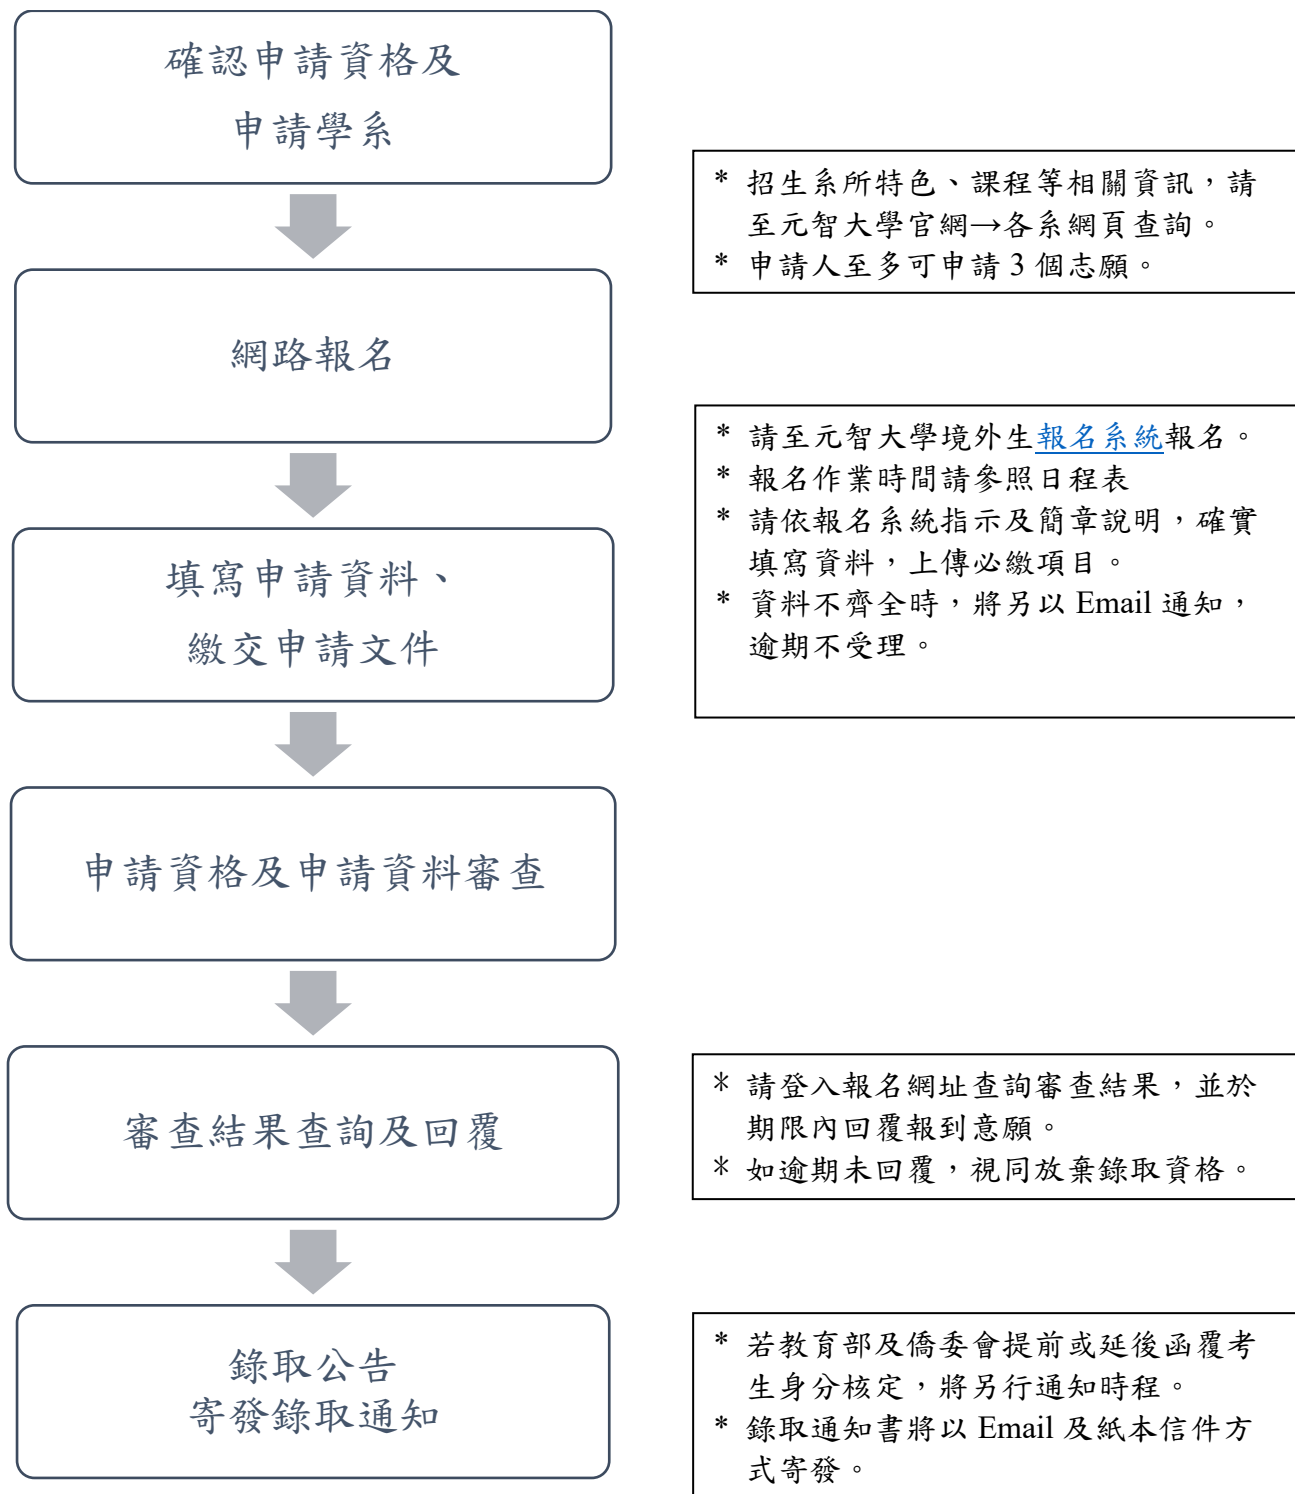 確認申請資格及
申請學系
* 招生系所特色、課程等相關資訊，請
至元智大學官網→各系網頁查詢。
* 申請人至多可申請 3 個志願。
網路報名
* 請至元智大學境外生報名系統報名。
* 報名作業時間請參照日程表
* 請依報名系統指示及簡章說明，確實
填寫資料，上傳必繳項目。
* 資料不齊全時，將另以 Email 通知，
逾期不受理。
填寫申請資料、
繳交申請文件
申請資格及申請資料審查
審查結果查詢及回覆
* 請登入報名網址查詢審查結果，並於
期限內回覆報到意願。
* 如逾期未回覆，視同放棄錄取資格。
錄取公告
寄發錄取通知
* 若教育部及僑委會提前或延後函覆考
生身分核定，將另行通知時程。
* 錄取通知書將以 Email 及紙本信件方
式寄發。